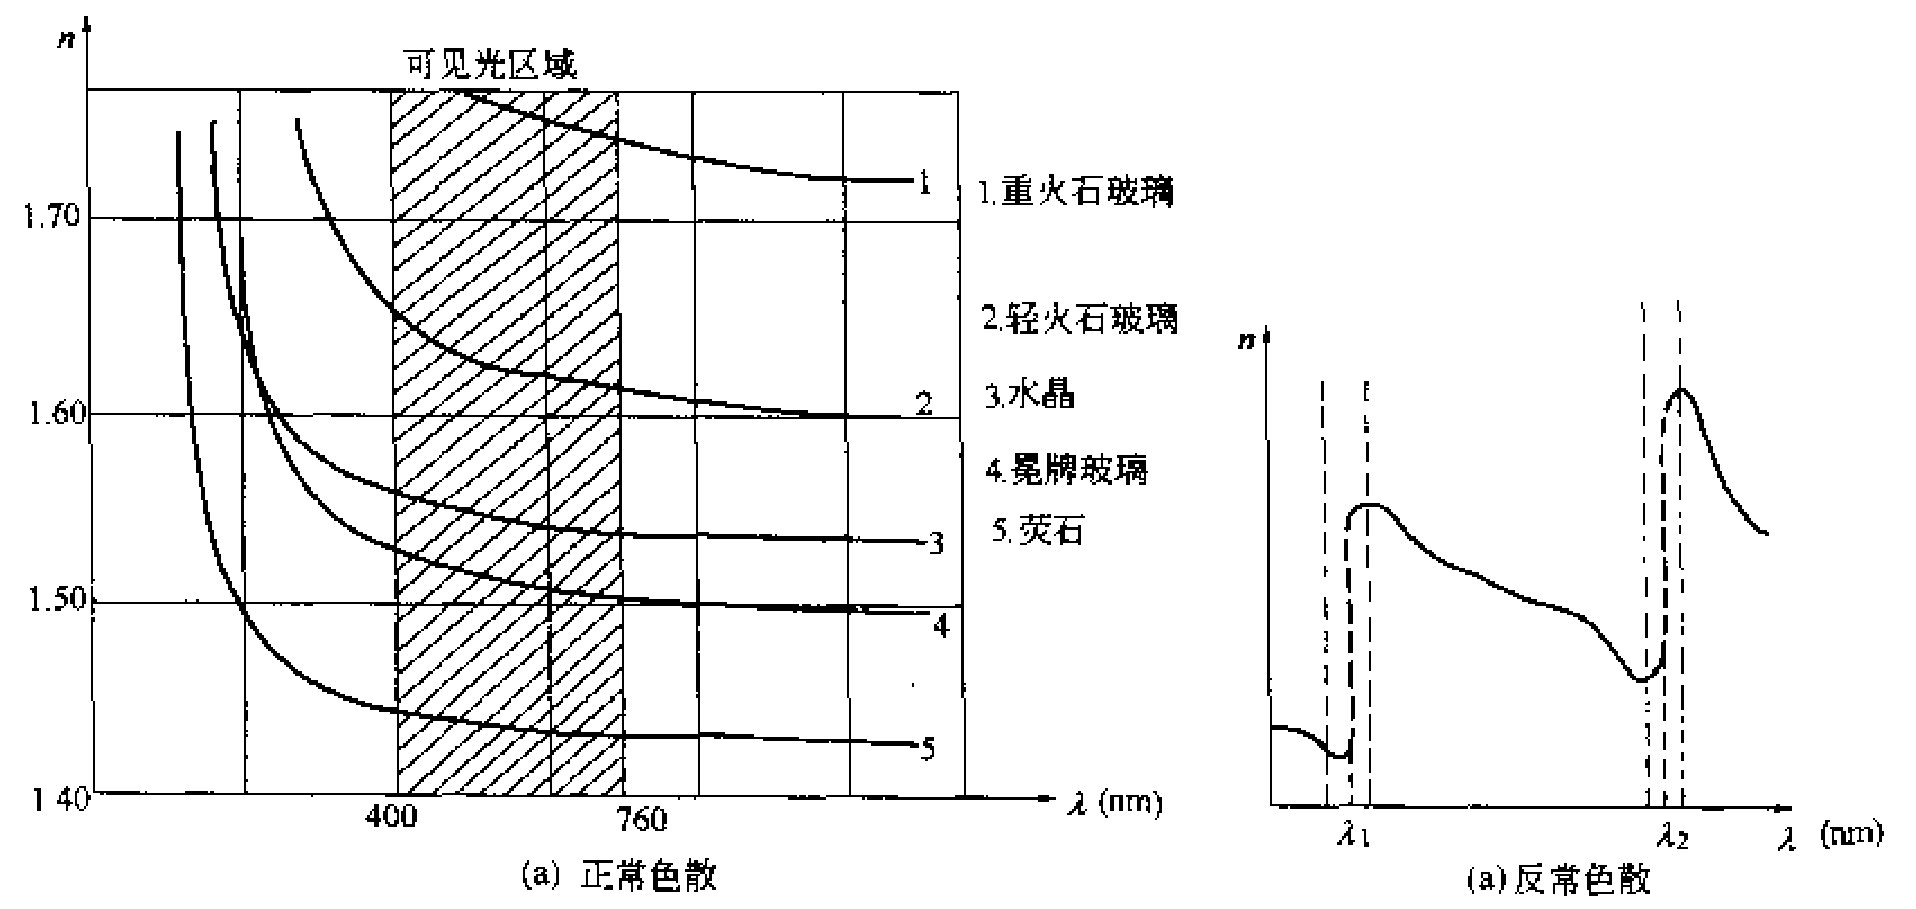 n
可见光区域
1.70
1.60
1.50
1 40
1
2
3
4
5
400
760
λ (nm)
(a) 正常色散
1.重火石玻璃
2.轻火石玻璃
3.水晶
4.冕牌玻璃
5.荧石
n
λ1
λ2
λ (nm)
(a)反常色散